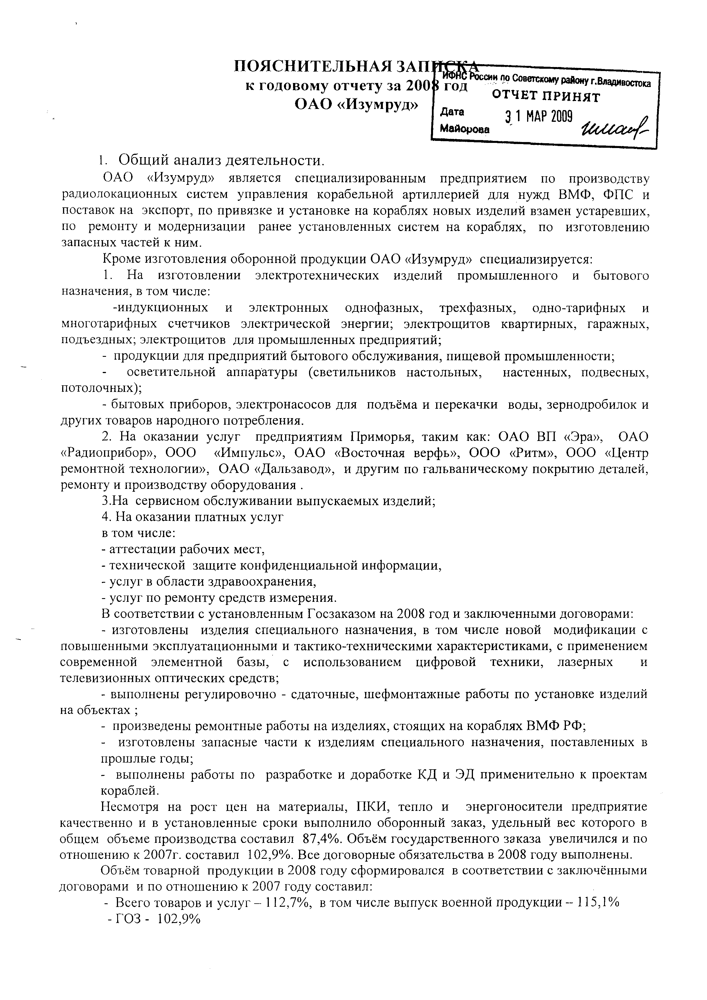 ПОЯСНИТЕЛЬНАЯ ЗАПИСКА
к годовому отчету за 2008 год
ОАО «Изумруд»
ИФНС России по Советскому району г.Владивостока
ОТЧЕТ ПРИНЯТ
Дата 31 МАР 2009
Майорова
1. Общий анализ деятельности.
ОАО «Изумруд» является специализированным предприятием по производству
радиолокационных систем управления корабельной артиллерией для нужд ВМФ, ФПС и
поставок на экспорт, по привязке и установке на кораблях новых изделий взамен устаревших,
по ремонту и модернизации ранее установленных систем на кораблях, по изготовлению
запасных частей к ним.
Кроме изготовления оборонной продукции ОАО «Изумруд» специализируется:
1. На изготовлении электротехнических изделий промышленного и бытового
назначения, в том числе:
-индукционных и электронных однофазных, трехфазных, одно-тарифных и
многотарифных счетчиков электрической энергии; электрощитов квартирных, гаражных,
подъездных; электрощитов для промышленных предприятий;
- продукции для предприятий бытового обслуживания, пищевой промышленности;
- осветительной аппаратуры (светильников настольных, настенных, подвесных,
потолочных);
- бытовых приборов, электронасосов для подъёма и перекачки воды, зернодробилок и
других товаров народного потребления.
2. На оказании услуг предприятиям Приморья, таким как: ОАО ВП «Эра», ОАО
«Радиоприбор», ООО «Импульс», ОАО «Восточная верфь», ООО «Ритм», ООО «Центр
ремонтной технологии», ОАО «Дальзавод», и другим по гальваническому покрытию деталей,
ремонту и производству оборудования .
3.На сервисном обслуживании выпускаемых изделий;
4. На оказании платных услуг
в том числе:
- аттестации рабочих мест,
- технической защите конфиденциальной информации,
- услуг в области здравоохранения,
- услуг по ремонту средств измерения.
В соответствии с установленным Госзаказом на 2008 год и заключенными договорами:
- изготовлены изделия специального назначения, в том числе новой модификации с
повышенными эксплуатационными и тактико-техническими характеристиками, с применением
современной элементной базы, с использованием цифровой техники, лазерных и
телевизионных оптических средств;
- выполнены регулировочно - сдаточные, шефмонтажные работы по установке изделий
на объектах ;
- произведены ремонтные работы на изделиях, стоящих на кораблях ВМФ РФ;
- изготовлены запасные части к изделиям специального назначения, поставленных в
прошлые годы;
- выполнены работы по разработке и доработке КД и ЭД применительно к проектам
кораблей.
Несмотря на рост цен на материалы, ПКИ, тепло и энергоносители предприятие
качественно и в установленные сроки выполнило оборонный заказ, удельный вес которого в
общем объеме производства составил 87,4%. Объём государственного заказа увеличился и по
отношению к 2007г. составил 102,9%. Все договорные обязательства в 2008 году выполнены.
Объём товарной продукции в 2008 году сформировался в соответствии с заключёнными
договорами и по отношению к 2007 году составил:
- Всего товаров и услуг – 112,7%, в том числе выпуск военной продукции – 115,1%
- ГОЗ - 102,9%